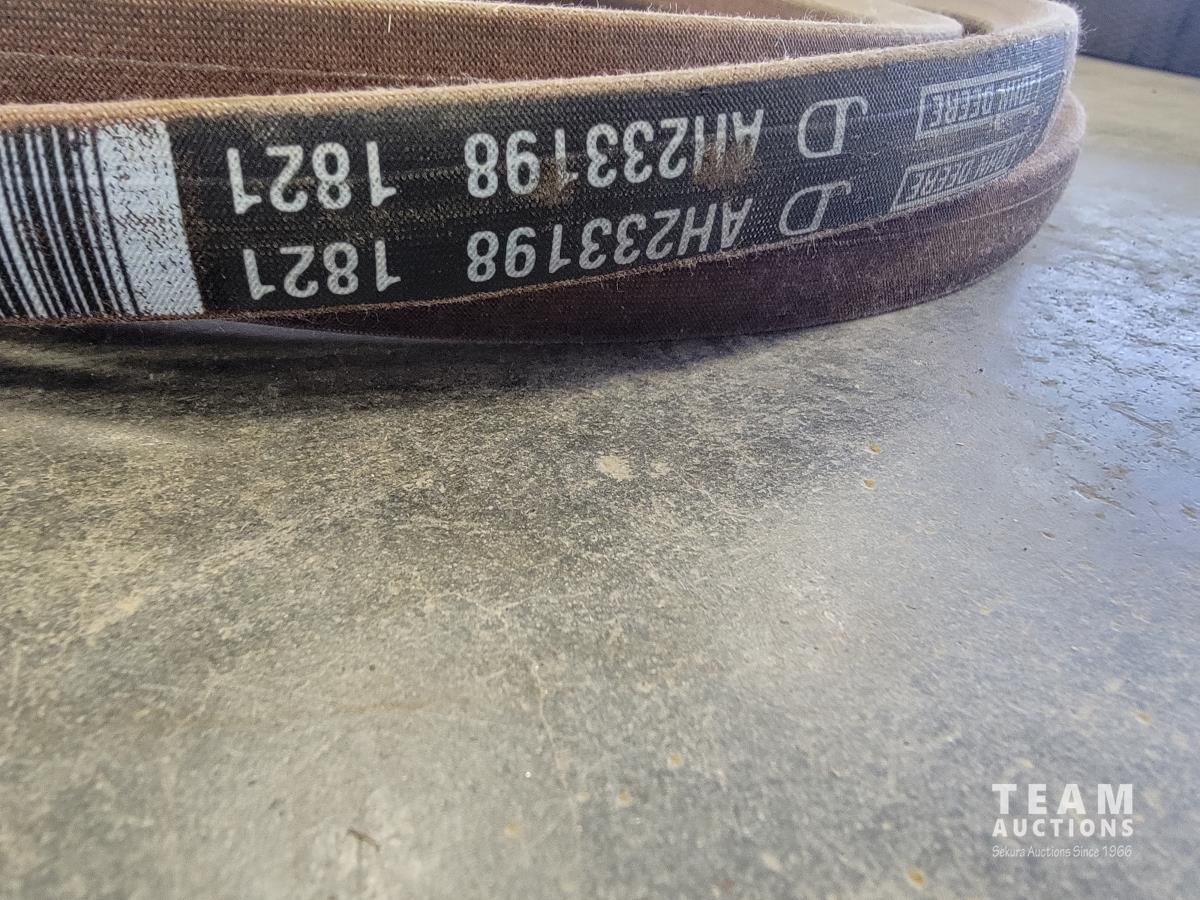 JOHN DEERE D AH233198 1821
JOHN DEERE D AH233198 1821
TEAM
AUCTIONS
Sekura Auctions Since 1966